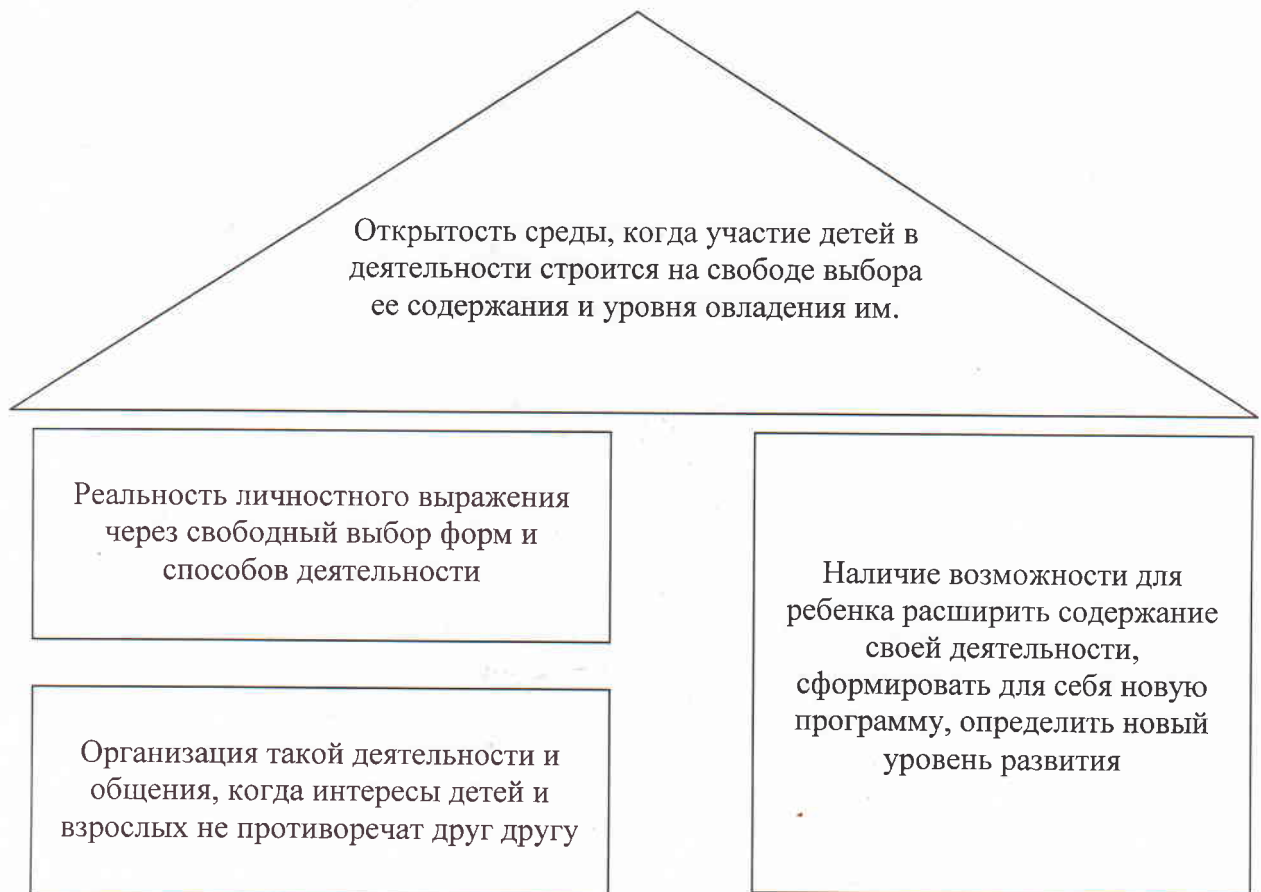 Открытость среды, когда участие детей в
деятельности строится на свободе выбора
ее содержания и уровня овладения им.
Реальность личностного выражения
через свободный выбор форм и
способов деятельности
Организация такой деятельности и
общения, когда интересы детей и
взрослых не противоречат друг другу
Наличие возможности для
ребенка расширить содержание
своей деятельности,
сформировать для себя новую
программу, определить новый
уровень развития